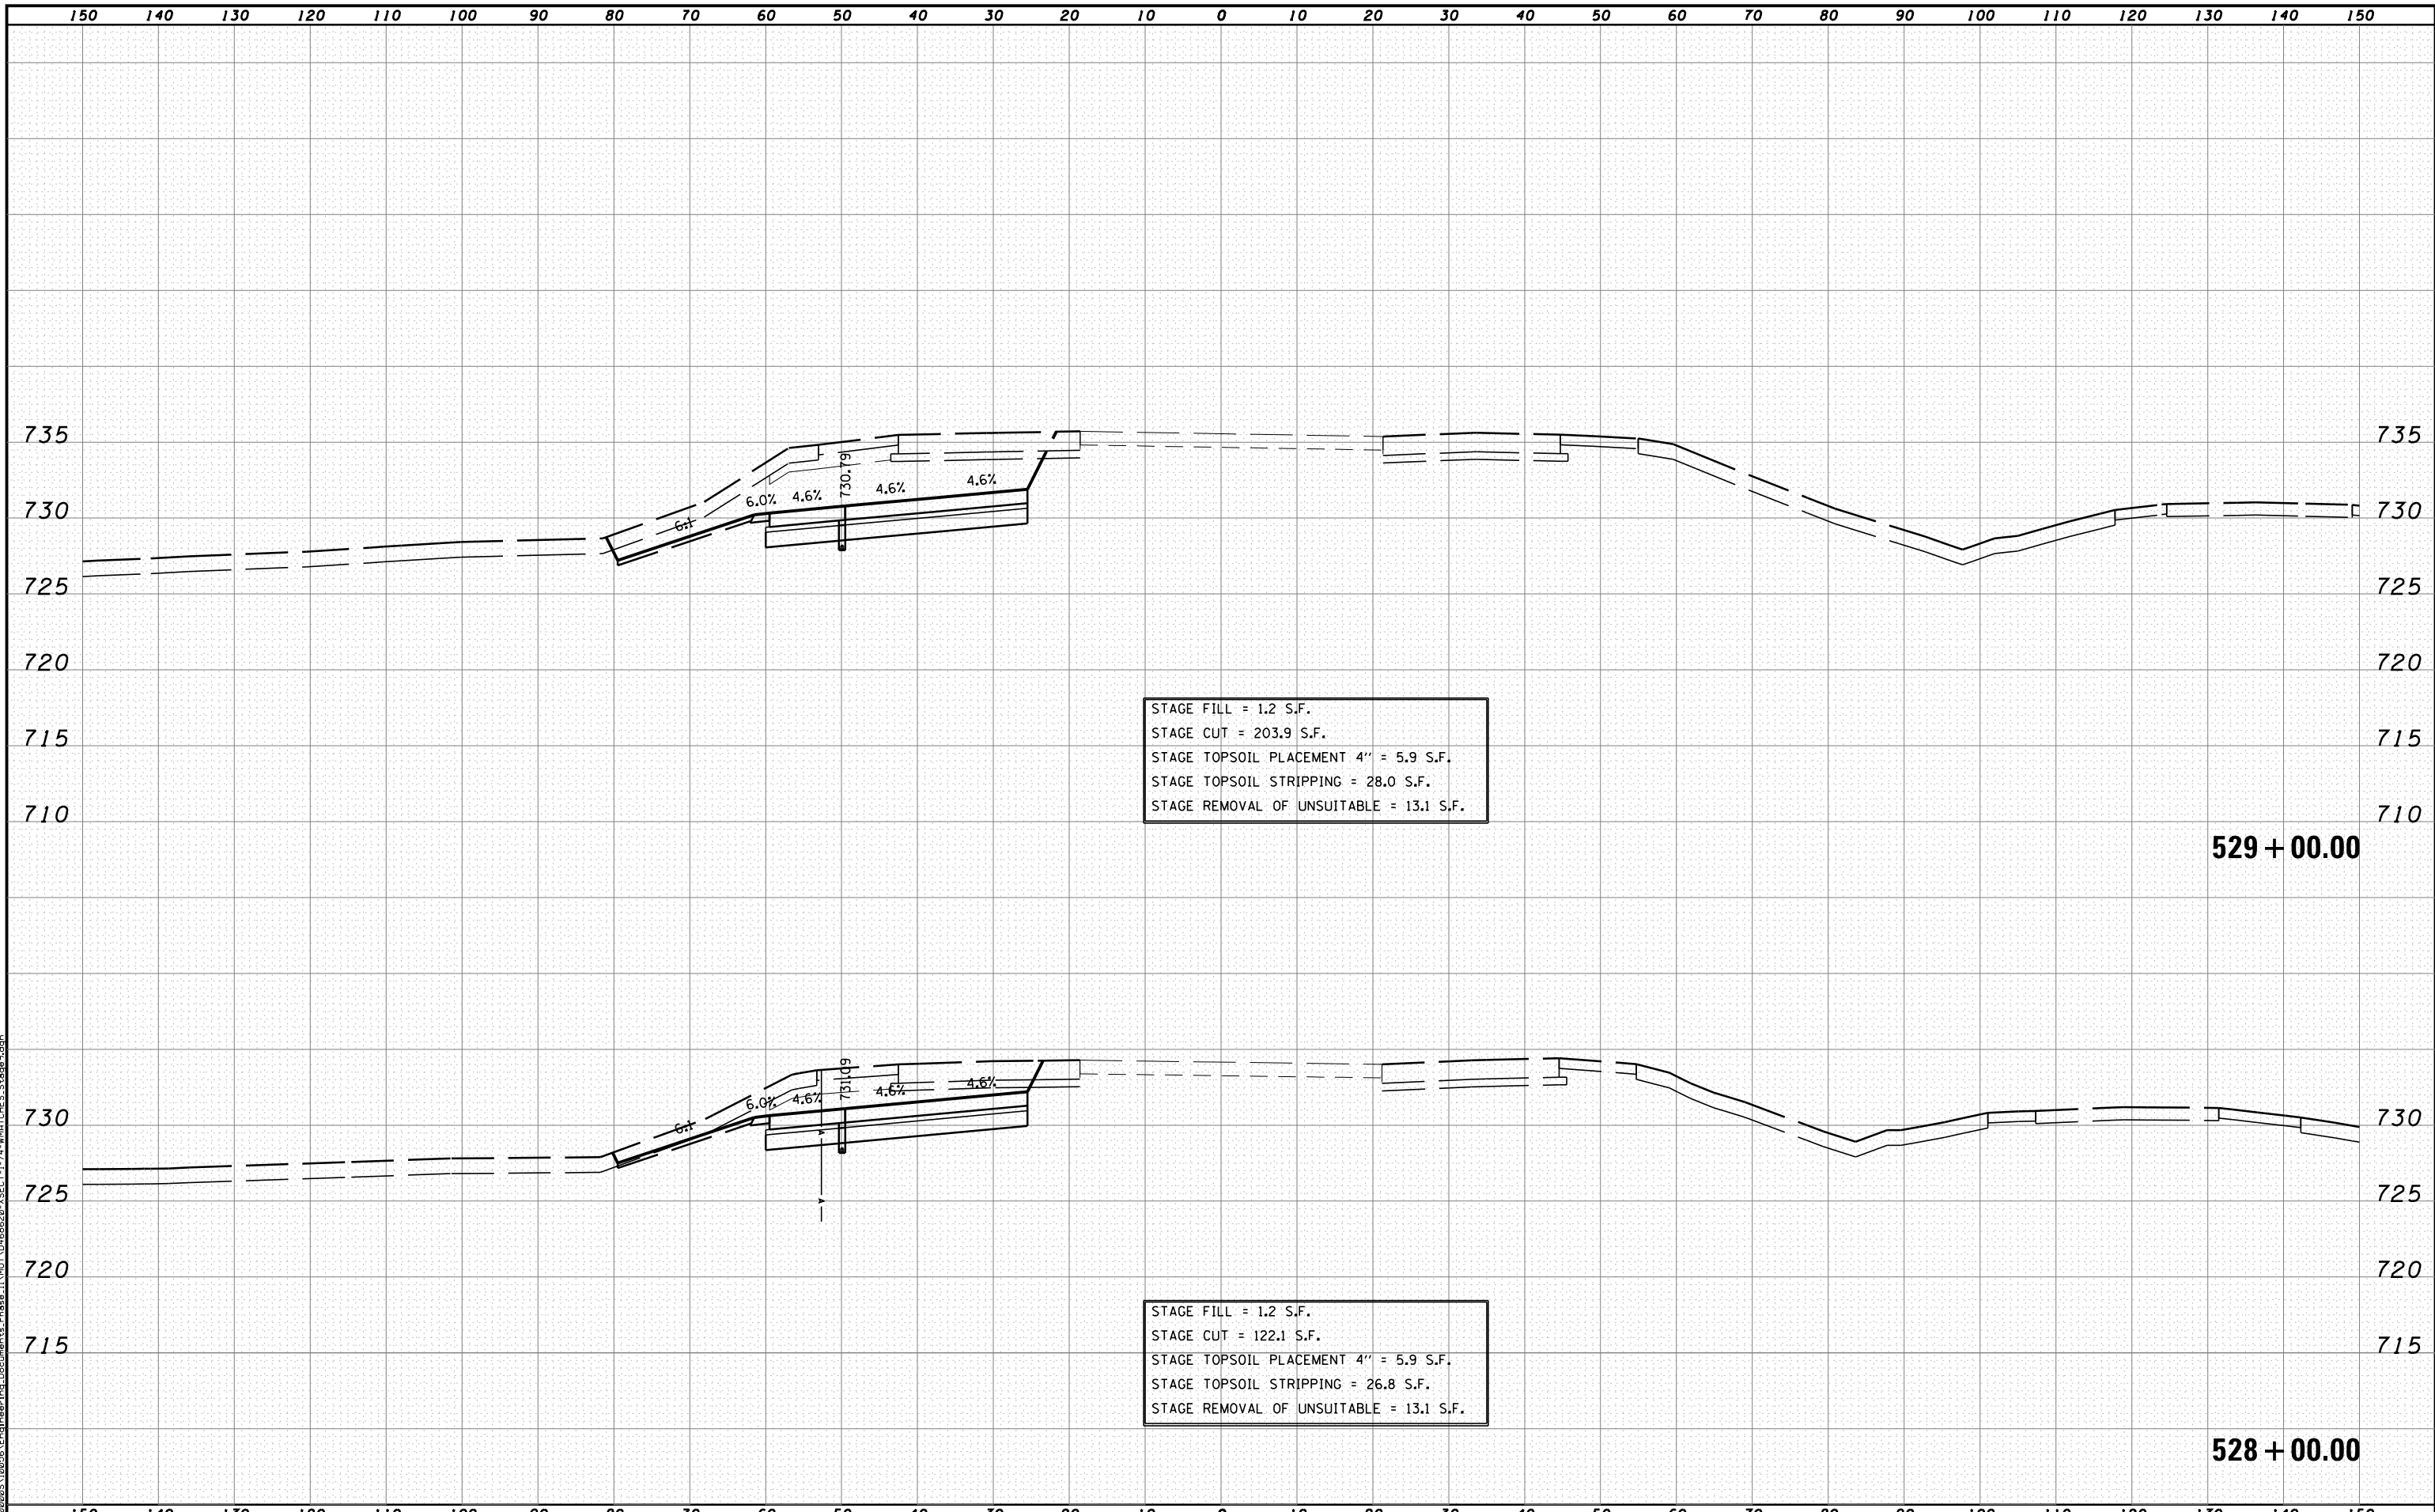 150 140 130 120 110 100 90 80 70 60 50 40 30 20 10 0 10 20 30 40 50 60 70 80 90 100 110 120 130 140 150
735 735
730.79
6.0% 4.6% 4.6% 4.6%
730 6:1 730
725 725
720 720
STAGE FILL = 1.2 S.F.
STAGE CUT = 203.9 S.F.
715 715
STAGE TOPSOIL PLACEMENT 4'' = 5.9 S.F.
STAGE TOPSOIL STRIPPING = 28.0 S.F.
STAGE REMOVAL OF UNSUITABLE = 13.1 S.F.
710 710
529+00.00
731.09
6.0% 4.6% 4.6% 4.6%
730 6:1 730
A
725 A 725
720 720
STAGE FILL = 1.2 S.F.
STAGE CUT = 122.1 S.F.
715 715
STAGE TOPSOIL PLACEMENT 4'' = 5.9 S.F.
STAGE TOPSOIL STRIPPING = 26.8 S.F.
STAGE REMOVAL OF UNSUITABLE = 13.1 S.F.
528+00.00